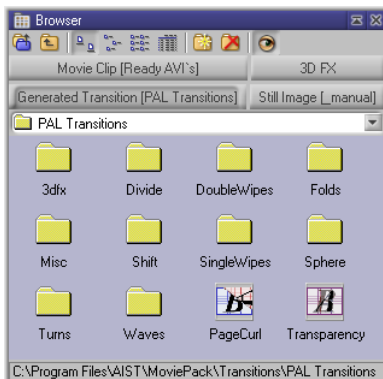 Browser
Movie Clip [Ready AVI`s]
3D FX
Generated Transition [PAL Transitions]
Still Image [_manual]
PAL Transitions
3dfx Divide DoubleWipes Folds
Misc Shift SingleWipes Sphere
Turns Waves PageCurl Transparency
C:\Program Files\AIST\MoviePack\Transitions\PAL Transitions